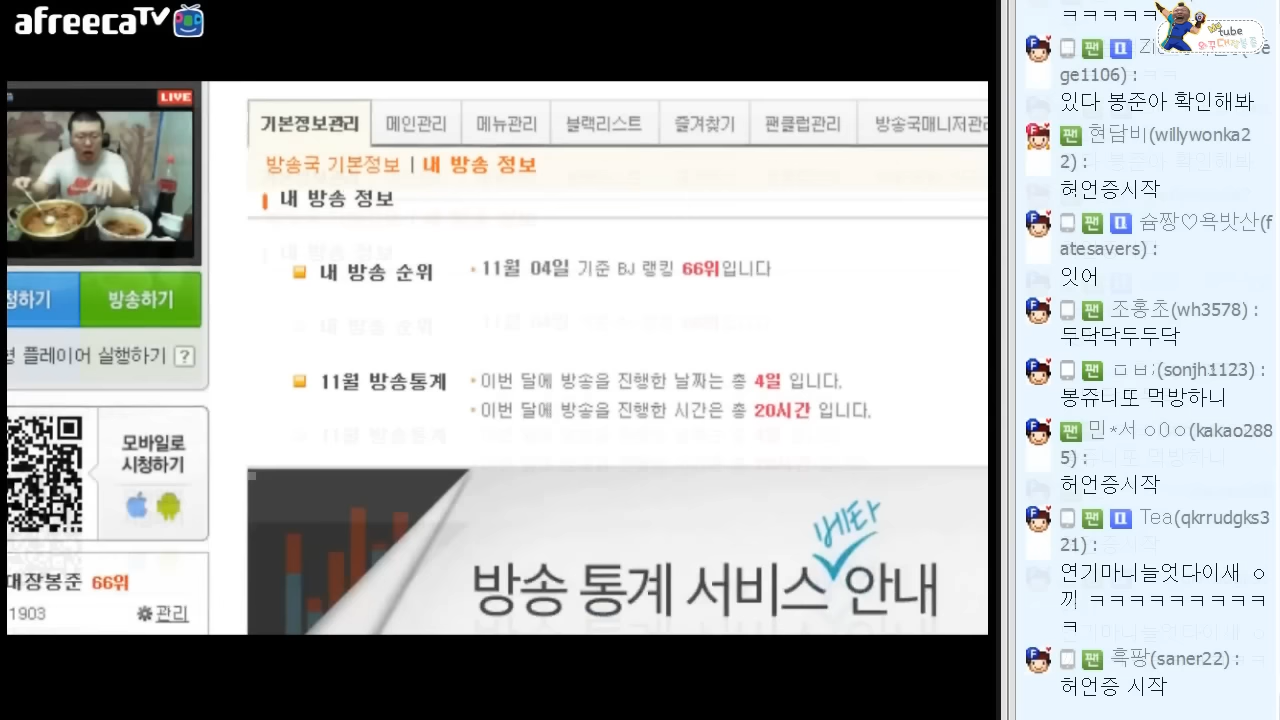 afreecaTV
LIVE
기본정보관리 메인관리 메뉴관리 블랙리스트 즐겨찾기 팬클럽관리 방송국매니저관리
방송국 기본정보 | 내 방송 정보
내 방송 정보
내 방송 순위
11월 04일 기준 BJ 랭킹 66위입니다
11월 방송통계
이번 달에 방송을 진행한 날짜는 총 4일 입니다.
이번 달에 방송을 진행한 시간은 총 20시간 입니다.
방송하기
플레이어 실행하기 ?
모바일로
시청하기
대장봉준 66위
1903 관리
베타
방송 통계 서비스 안내
tube
ㅋㅋㅋㅋㅋ
팬
ge1106) :
있다 봉준아 확인해봐
팬 현담비(willywonka2
2) :
허언증시작
팬 슴짱♡욕밧산(f
atesavers) :
잇어
팬 조홍초(wh3578) :
두닥닥두두닥
팬 ㅁㅂ;(sonjh1123) :
봉쥬니또 먹방하니
팬 민*서 ㅇ0ㅇ(kakao288
5) :
허언증시작
팬 Tea(qkrrudgks3
21) :
연기마니늘엇다이새 ㅇ
끼! ㅋㅋㅋㅋㅋㅋㅋㅋㅋ
ㅋ
팬 흑팡(saner22) :
허언증 시작